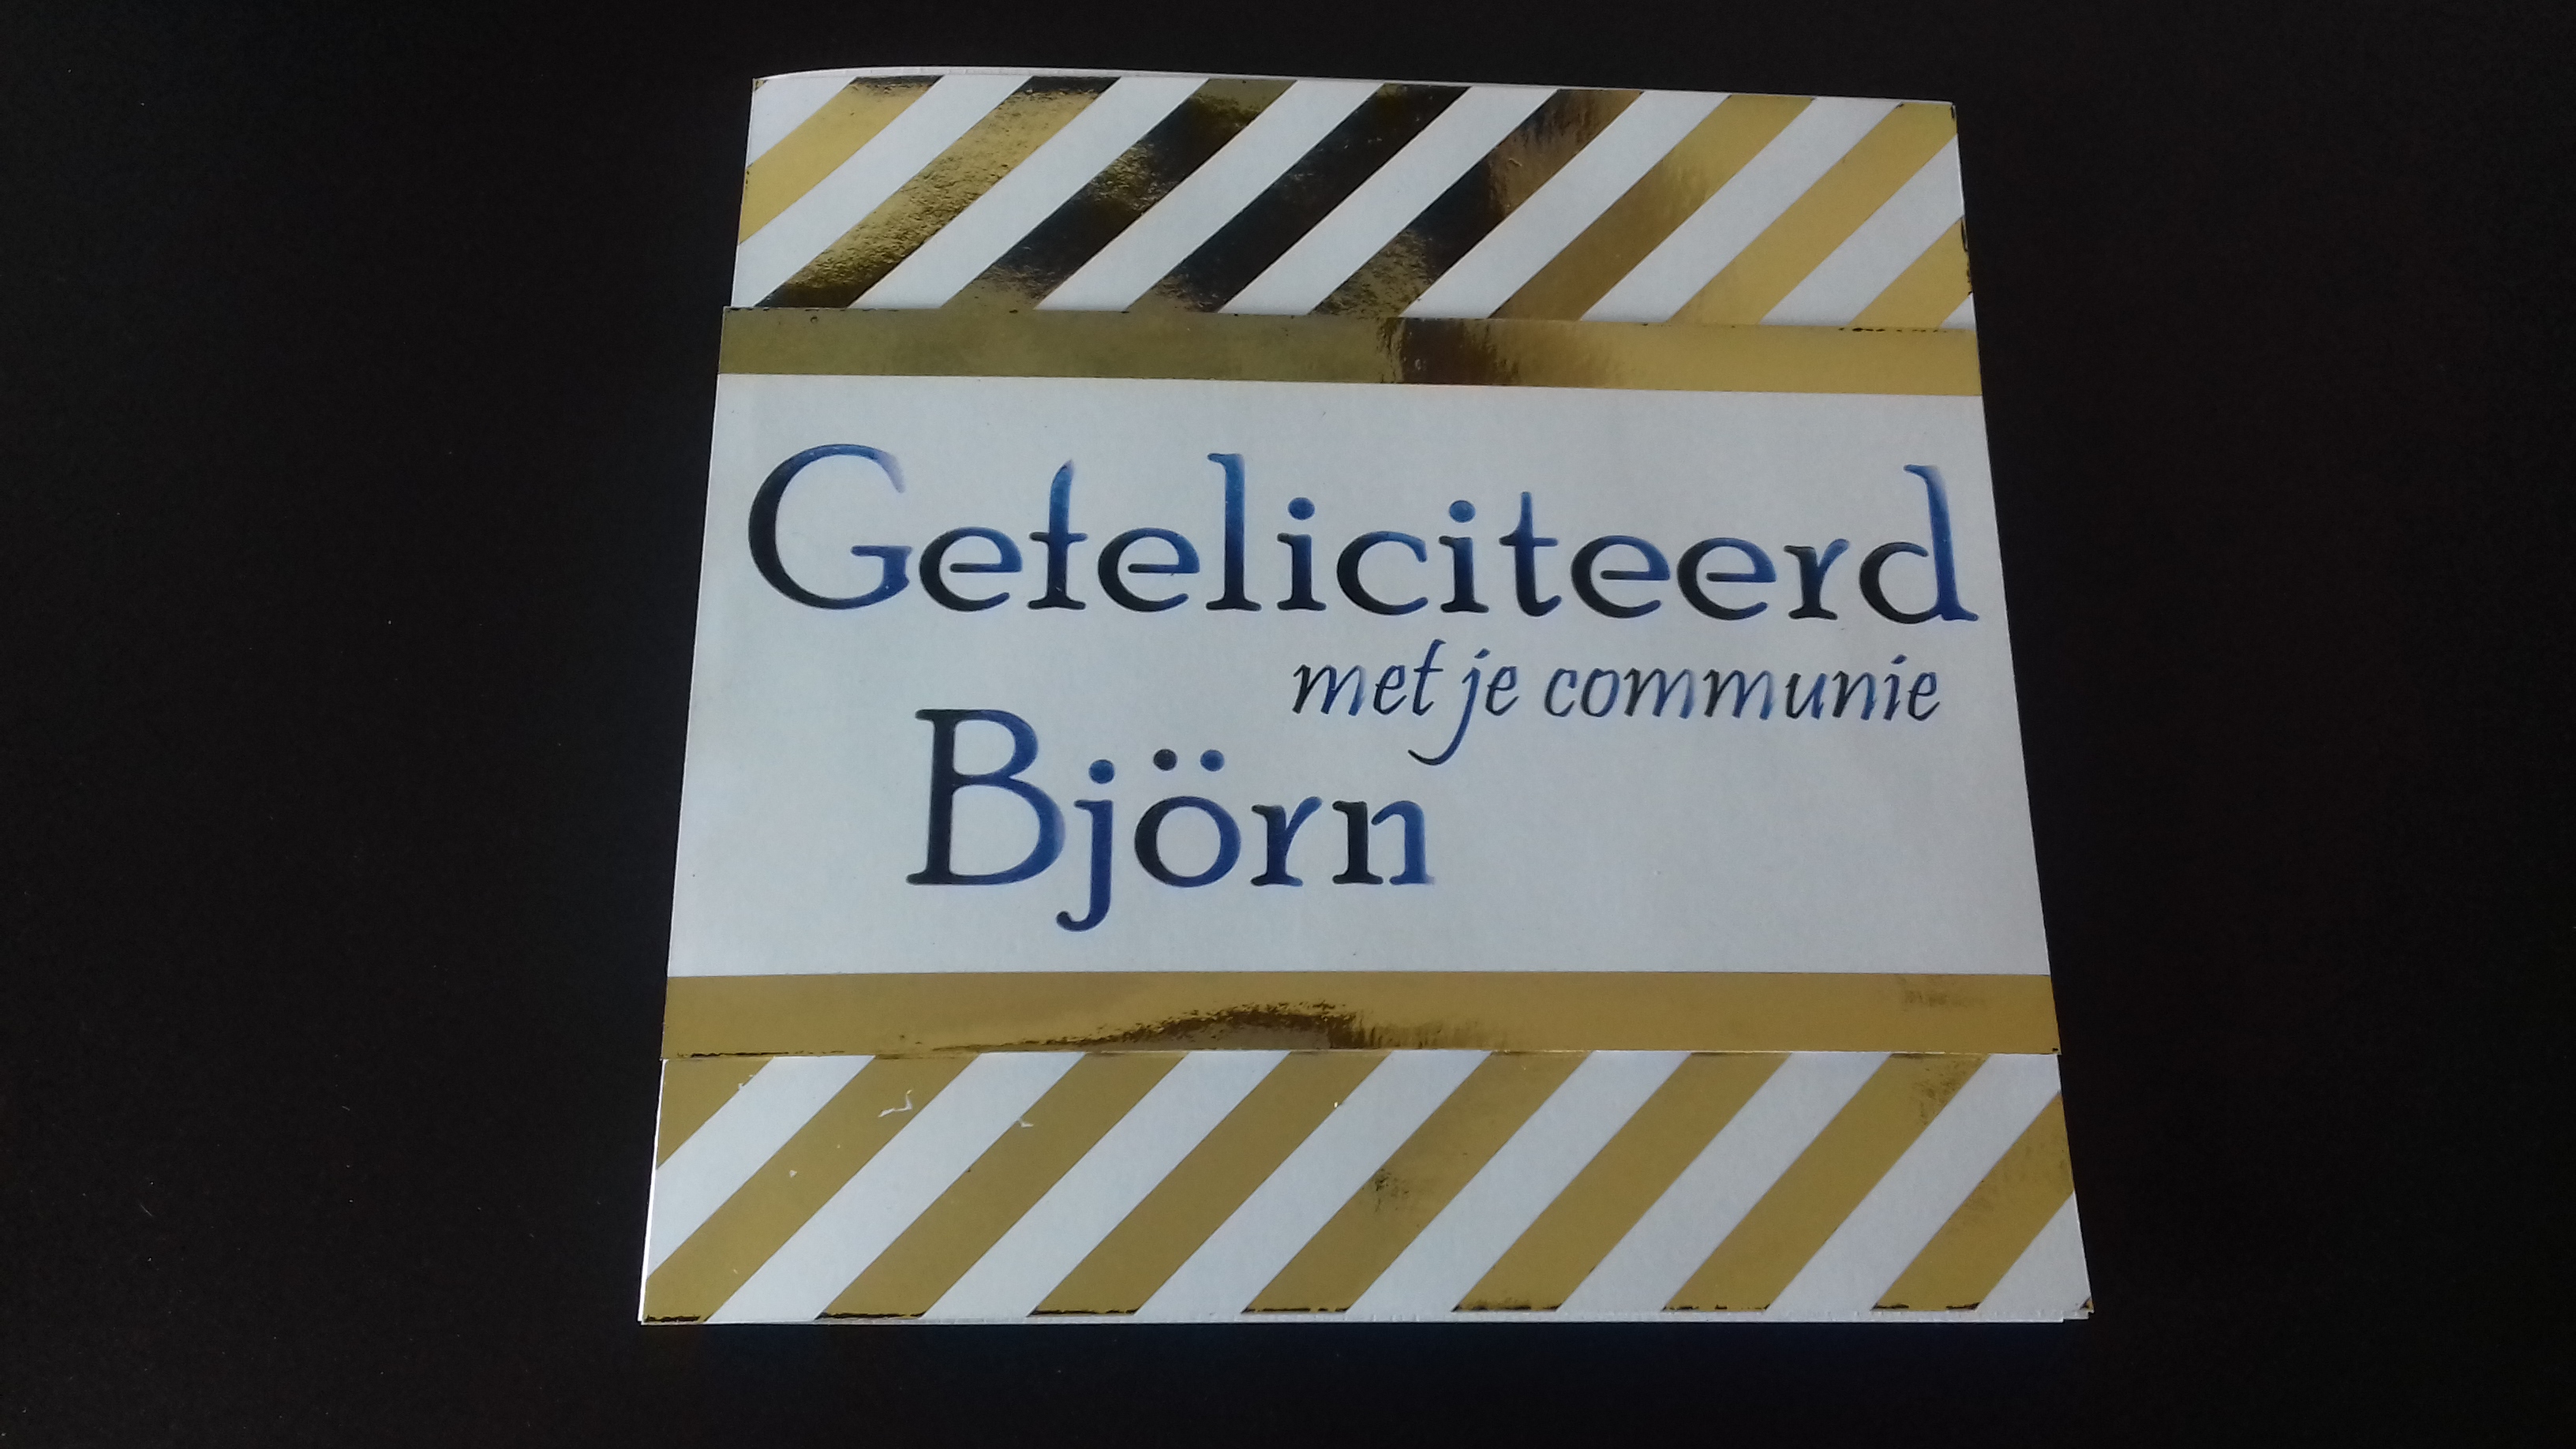 Gefeliciteerd
met je communie
Björn